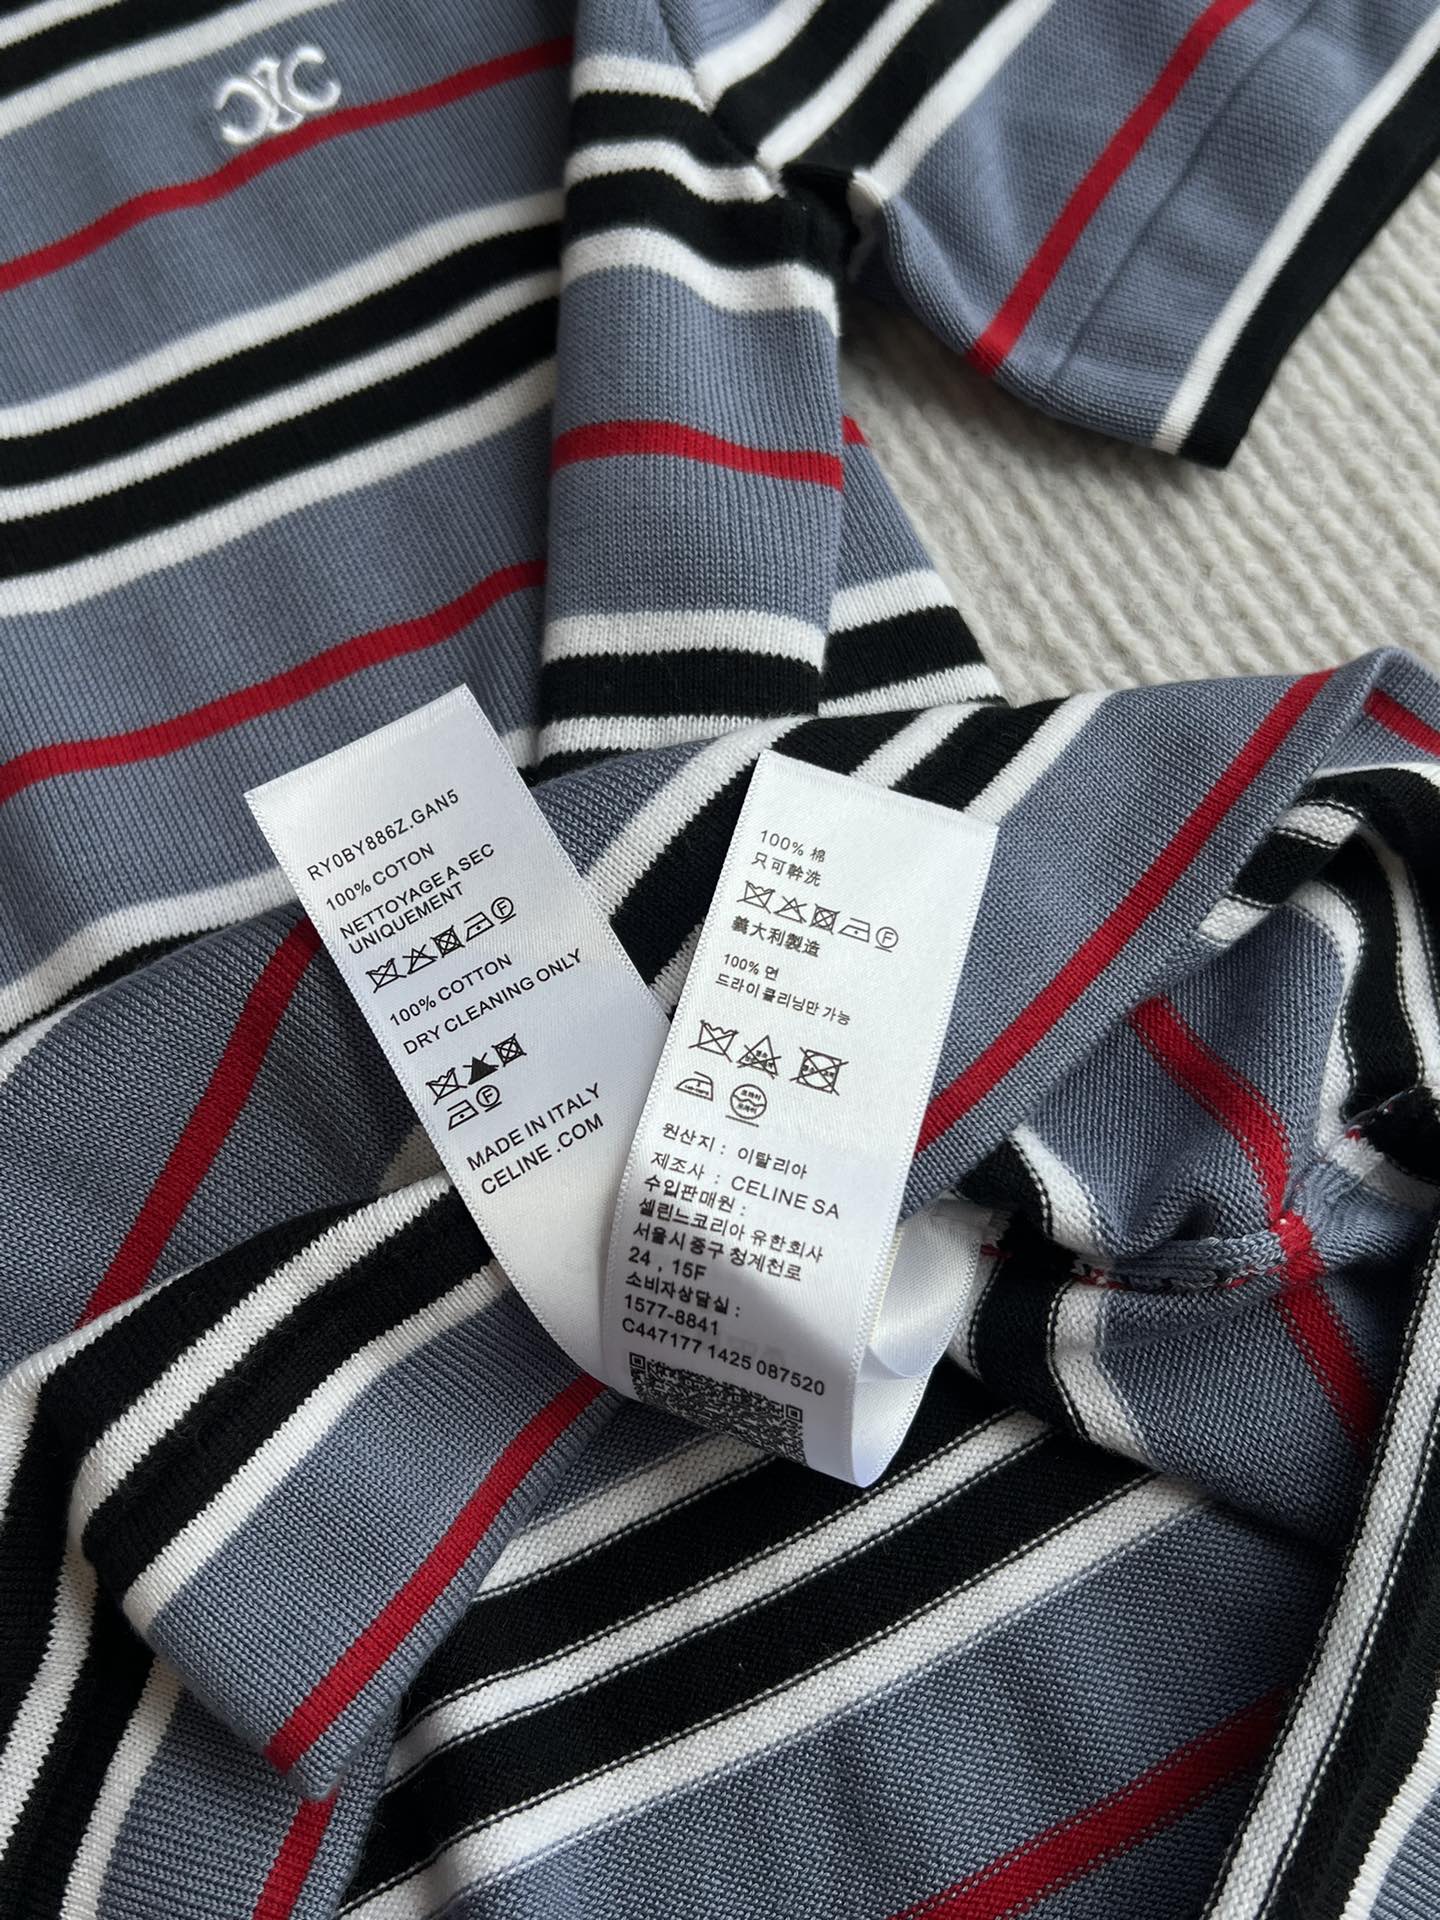 RY0BY886Z.GAN5
100% COTON
NETTOYAGE A SEC
UNIQUEMENT
F
100% COTTON
DRY CLEANING ONLY
F
MADE IN ITALY
CELINE .COM
100% 棉
只可幹洗
F
義大利製造
100% 면
드라이 클리닝만 가능
원산지 : 이탈리아
제조사 : CELINE SA
수입판매원 :
셀린느코리아 유한회사
서울시 중구 청계천로
24 , 15F
소비자상담실 :
1577-8841
C447177 1425 087520